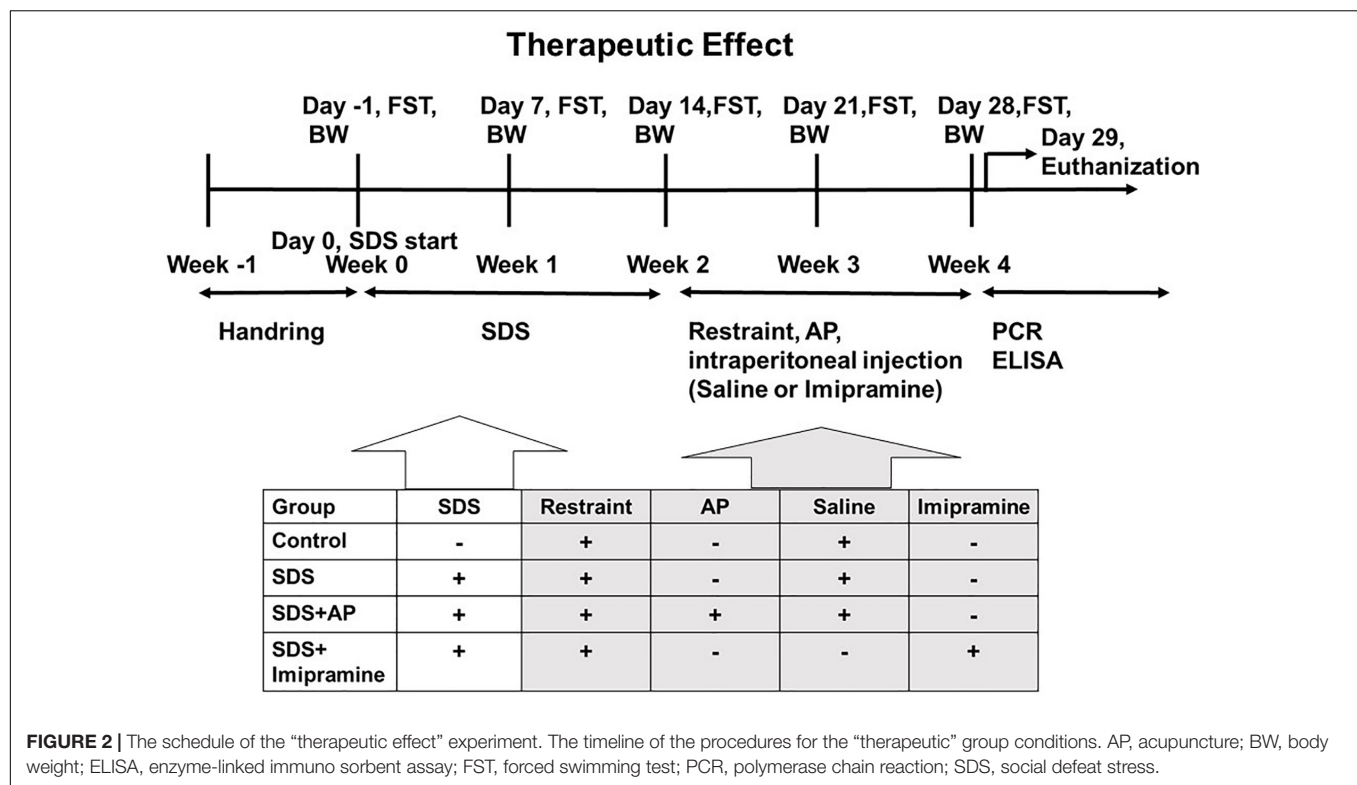 Therapeutic Effect
Day -1, FST,
BW
Day 7, FST,
BW
Day 14,FST,
BW
Day 21,FST,
BW
Day 28,FST,
BW
Day 29,
Euthanization
Day 0, SDS start
Week -1 Week 0 Week 1 Week 2 Week 3 Week 4
Handring
SDS
Restraint, AP,
intraperitoneal injection
(Saline or Imipramine)
PCR
ELISA
Group SDS Restraint AP Saline Imipramine
Control - + - + -
SDS + + - + -
SDS+AP + + + + -
SDS+
Imipramine + + - - +
FIGURE 2 | The schedule of the “therapeutic effect” experiment. The timeline of the procedures for the “therapeutic” group conditions. AP, acupuncture; BW, body
weight; ELISA, enzyme-linked immuno sorbent assay; FST, forced swimming test; PCR, polymerase chain reaction; SDS, social defeat stress.